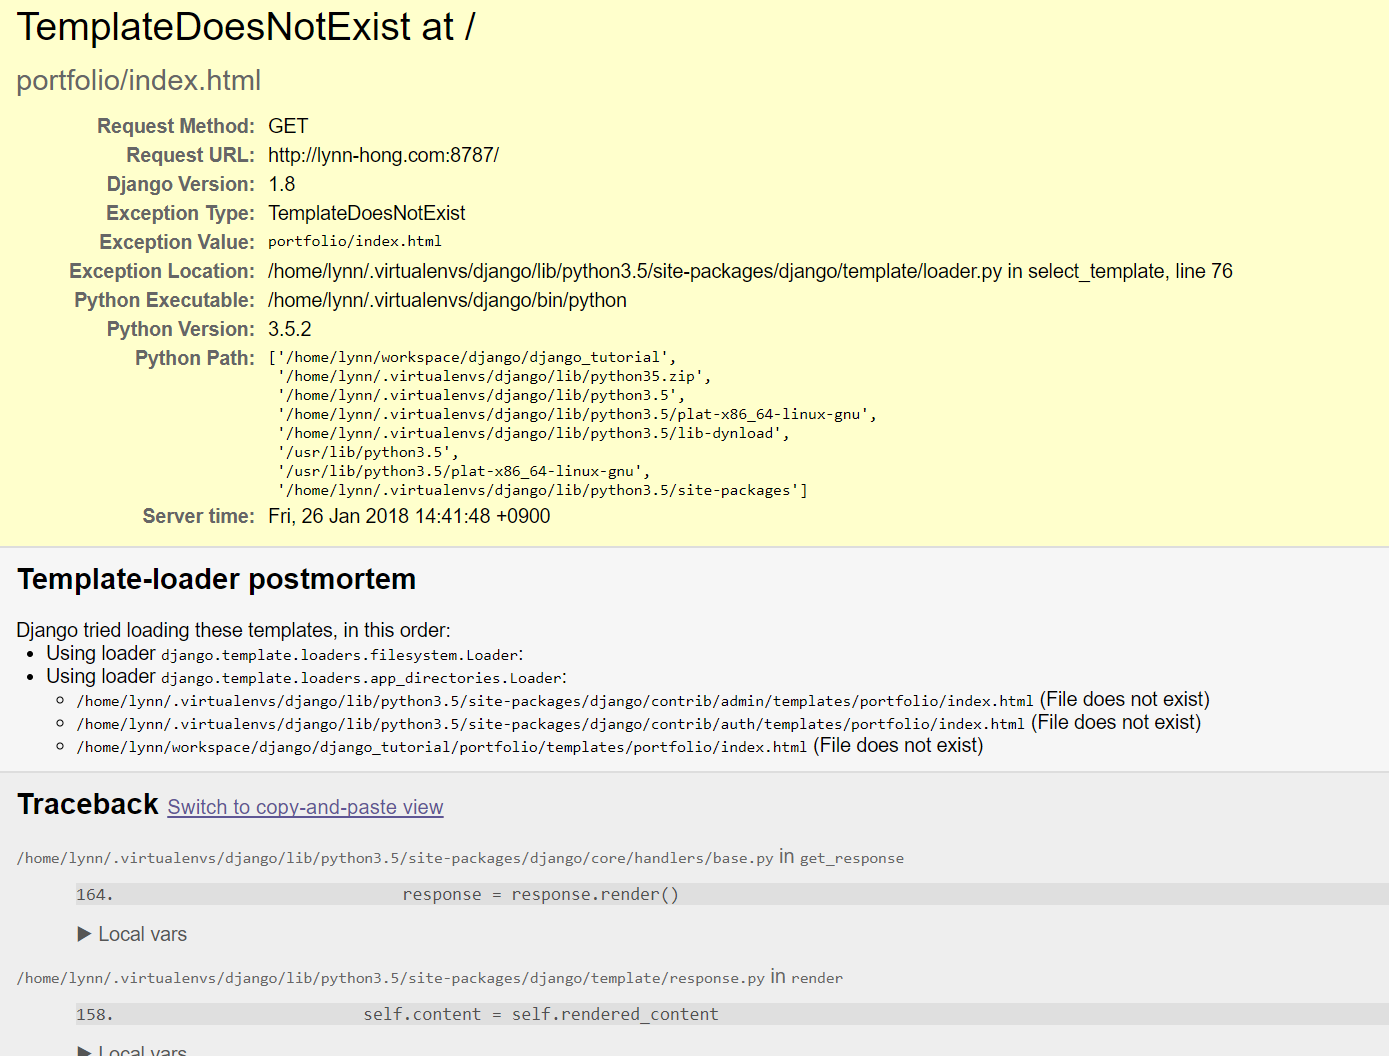 TemplateDoesNotExist at /
portfolio/index.html
Request Method: GET
Request URL: http://lynn-hong.com:8787/
Django Version: 1.8
Exception Type: TemplateDoesNotExist
Exception Value: portfolio/index.html
Exception Location: /home/lynn/.virtualenvs/django/lib/python3.5/site-packages/django/template/loader.py in select_template, line 76
Python Executable: /home/lynn/.virtualenvs/django/bin/python
Python Version: 3.5.2
Python Path: ['/home/lynn/workspace/django/django_tutorial',
'/home/lynn/.virtualenvs/django/lib/python35.zip',
'/home/lynn/.virtualenvs/django/lib/python3.5',
'/home/lynn/.virtualenvs/django/lib/python3.5/plat-x86_64-linux-gnu',
'/home/lynn/.virtualenvs/django/lib/python3.5/lib-dynload',
'/usr/lib/python3.5',
'/usr/lib/python3.5/plat-x86_64-linux-gnu',
'/home/lynn/.virtualenvs/django/lib/python3.5/site-packages']
Server time: Fri, 26 Jan 2018 14:41:48 +0900
Template-loader postmortem
Django tried loading these templates, in this order:
Using loader django.template.loaders.filesystem.Loader:
Using loader django.template.loaders.app_directories.Loader:
/home/lynn/.virtualenvs/django/lib/python3.5/site-packages/django/contrib/admin/templates/portfolio/index.html (File does not exist)
/home/lynn/.virtualenvs/django/lib/python3.5/site-packages/django/contrib/auth/templates/portfolio/index.html (File does not exist)
/home/lynn/workspace/django/django_tutorial/portfolio/templates/portfolio/index.html (File does not exist)
Traceback Switch to copy-and-paste view
/home/lynn/.virtualenvs/django/lib/python3.5/site-packages/django/core/handlers/base.py in get_response
164. response = response.render()
▶ Local vars
/home/lynn/.virtualenvs/django/lib/python3.5/site-packages/django/template/response.py in render
158. self.content = self.rendered_content
▶ Local vars